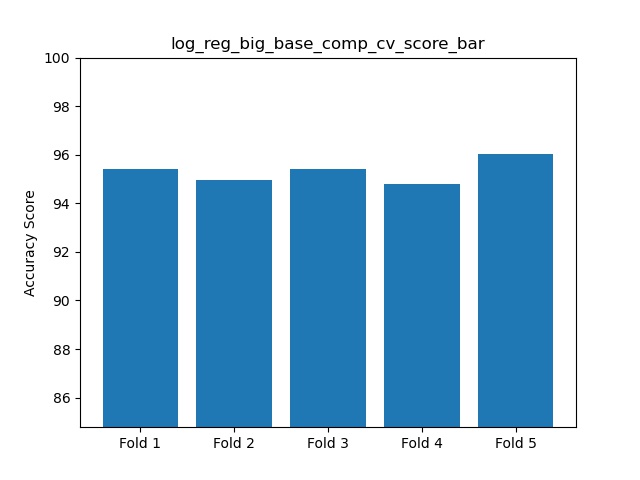 log_reg_big_base_comp_cv_score_bar
100
98
96
94
92
90
88
86
Accuracy Score
Fold 1
Fold 2
Fold 3
Fold 4
Fold 5